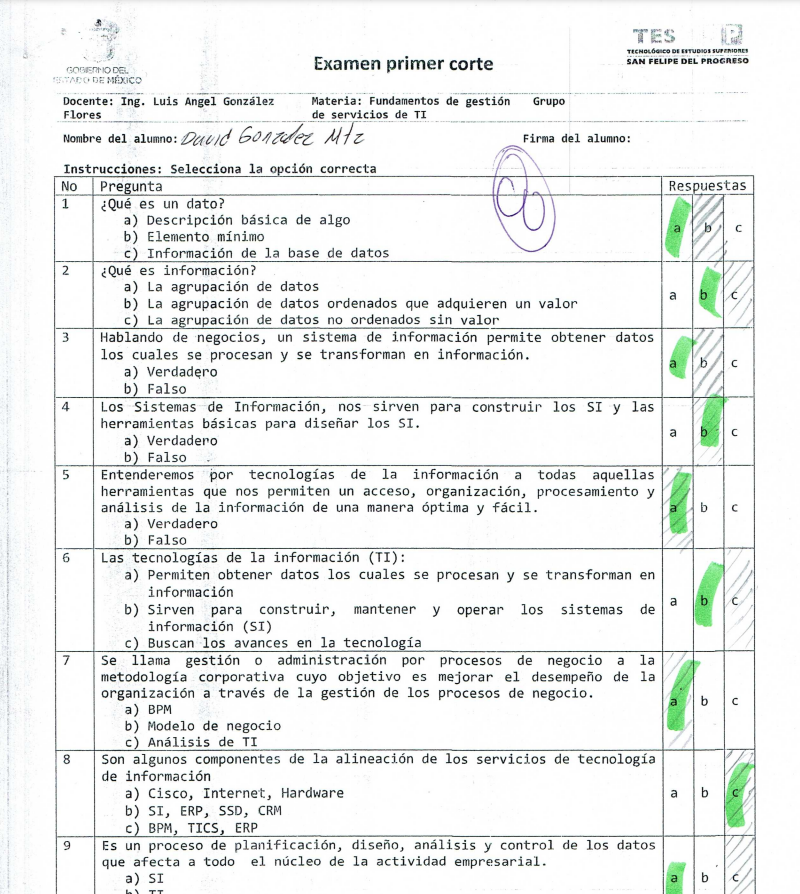 GOBIERNO DEL
ESTADO DE MÉXICO
Examen primer corte
TES
TECNOLÓGICO DE ESTUDIOS SUPERIORES
SAN FELIPE DEL PROGRESO
Docente: Ing. Luis Angel González Flores
Materia: Fundamentos de gestión de servicios de TI
Grupo
Nombre del alumno: David Gonzalez Mtz
Firma del alumno:
Instrucciones: Selecciona la opción correcta
No Pregunta Respuestas
1 ¿Qué es un dato?
a) Descripción básica de algo
b) Elemento mínimo
c) Información de la base de datos
a b c
2 ¿Qué es información?
a) La agrupación de datos
b) La agrupación de datos ordenados que adquieren un valor
c) La agrupación de datos no ordenados sin valor
a b c
3 Hablando de negocios, un sistema de información permite obtener datos
los cuales se procesan y se transforman en información.
a) Verdadero
b) Falso
a b c
4 Los Sistemas de Información, nos sirven para construir los SI y las
herramientas básicas para diseñar los SI.
a) Verdadero
b) Falso
a b c
5 Entenderemos por tecnologías de la información a todas aquellas
herramientas que nos permiten un acceso, organización, procesamiento y
análisis de la información de una manera óptima y fácil.
a) Verdadero
b) Falso
a b c
6 Las tecnologías de la información (TI):
a) Permiten obtener datos los cuales se procesan y se transforman en
información
b) Sirven para construir, mantener y operar los sistemas de
información (SI)
c) Buscan los avances en la tecnología
a b c
7 Se llama gestión o administración por procesos de negocio a la
metodología corporativa cuyo objetivo es mejorar el desempeño de la
organización a través de la gestión de los procesos de negocio.
a) BPM
b) Modelo de negocio
c) Análisis de TI
a b c
8 Son algunos componentes de la alineación de los servicios de tecnología
de información
a) Cisco, Internet, Hardware
b) SI, ERP, SSD, CRM
c) BPM, TICS, ERP
a b c
9 Es un proceso de planificación, diseño, análisis y control de los datos
que afecta a todo el núcleo de la actividad empresarial.
a) SI
a b c